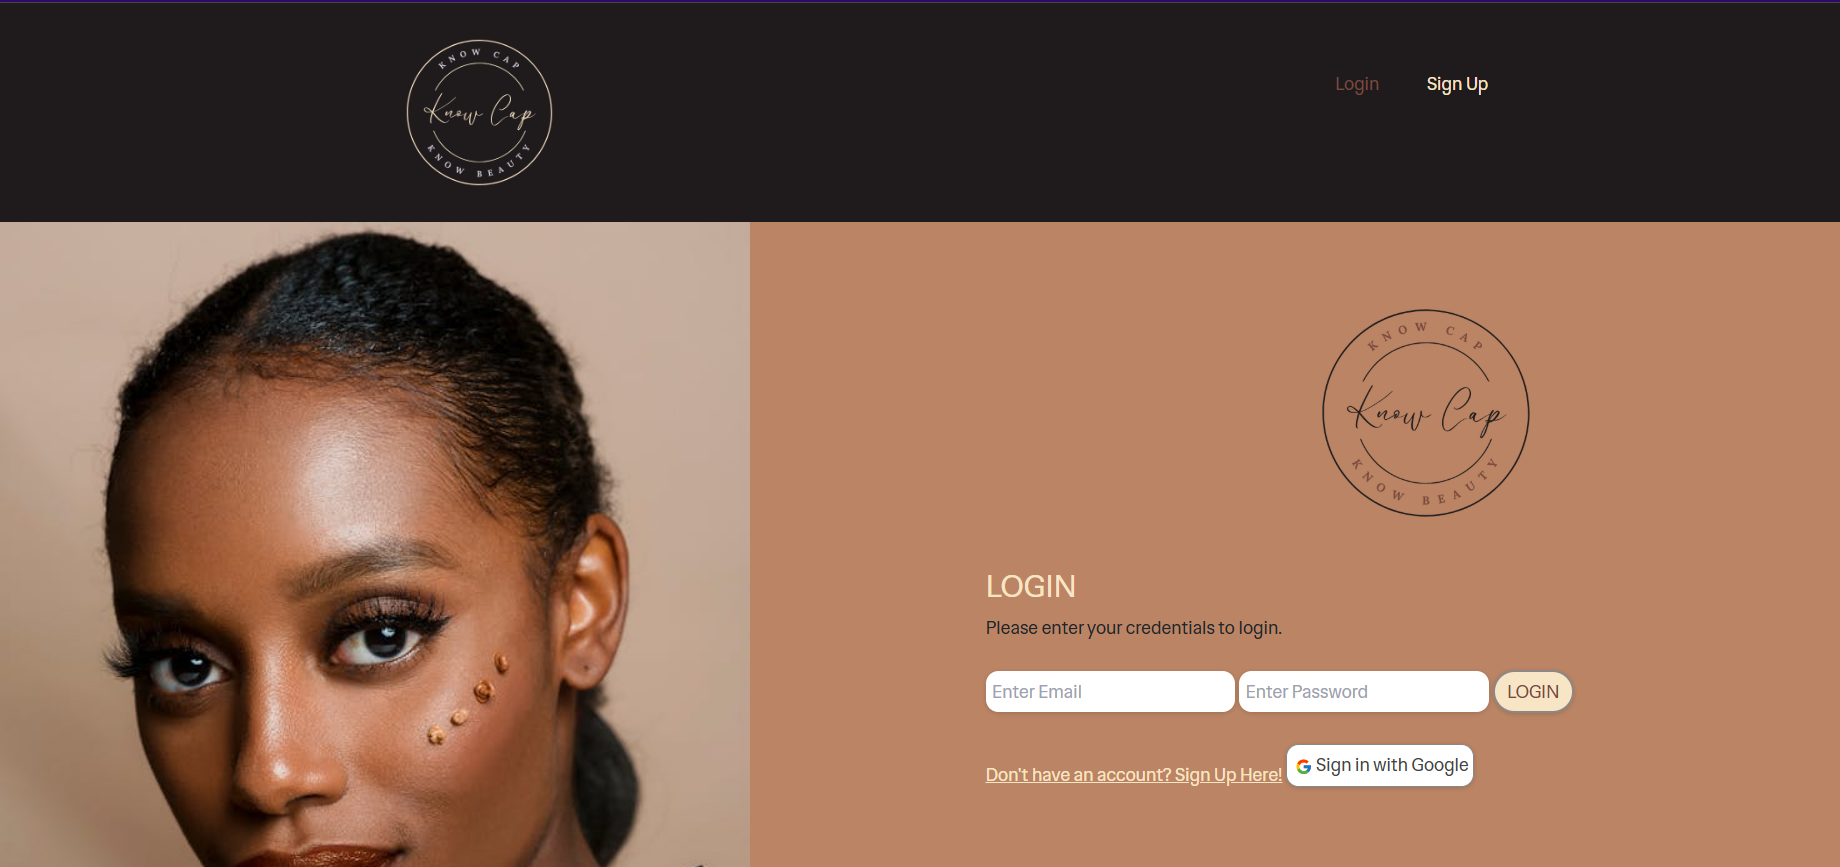 KNOW CAP
Know Cap
KNOW BEAUTY
Login Sign Up
KNOW CAP
Know Cap
KNOW BEAUTY
LOGIN
Please enter your credentials to login.
Enter Email Enter Password LOGIN
Don't have an account? Sign Up Here! Sign in with Google